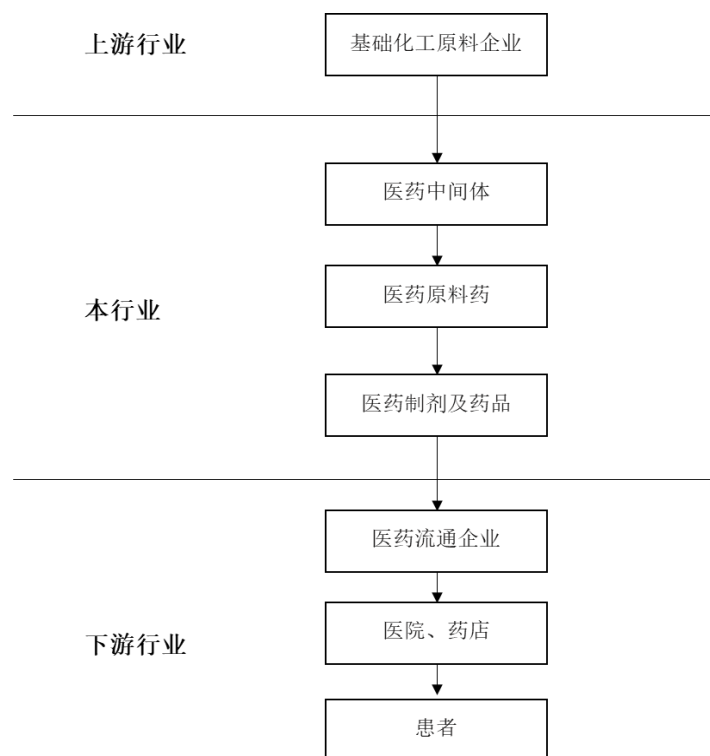 上游行业
基础化工原料企业
医药中间体
医药原料药
本行业
医药制剂及药品
医药流通企业
医院、药店
下游行业
患者